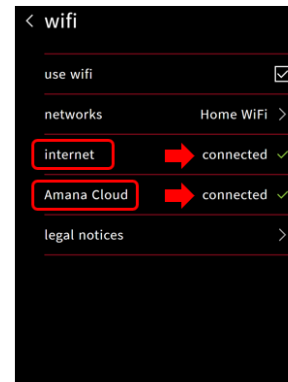 wifi
use wifi
networks Home WiFi
internet connected
Amana Cloud connected
legal notices